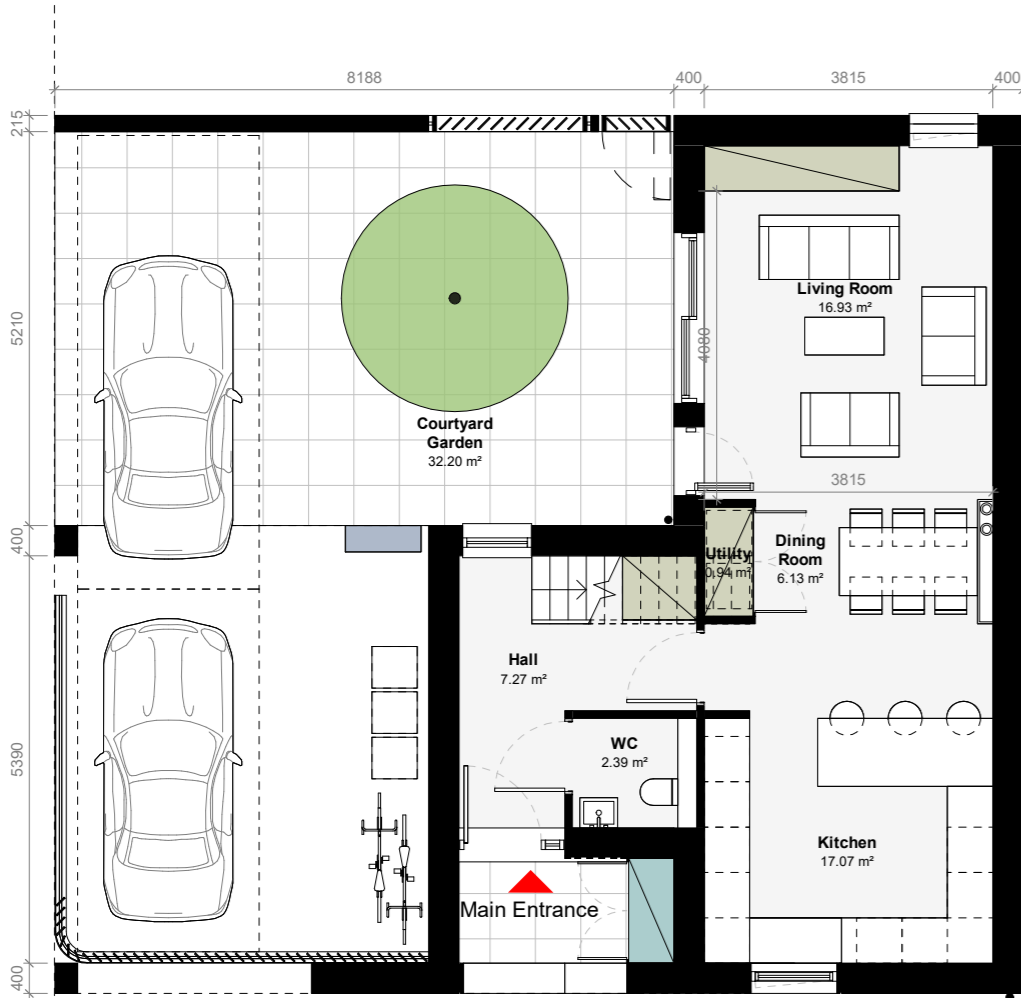 8188
400
3815
400
215
5210
400
5390
400
Living Room
16.93 m²
4080
Courtyard
Garden
32.20 m²
3815
Utility
0.94 m²
Dining
Room
6.13 m²
Hall
7.27 m²
WC
2.39 m²
Kitchen
17.07 m²
Main Entrance